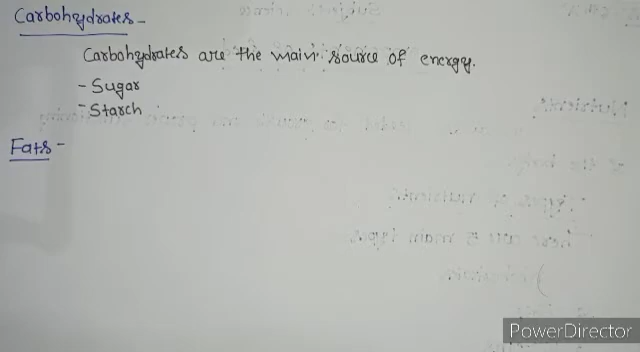 Carbohydrates -
Carbohydrates are the main source of energy.
- Sugar
- Starch
Fats -
PowerDirector